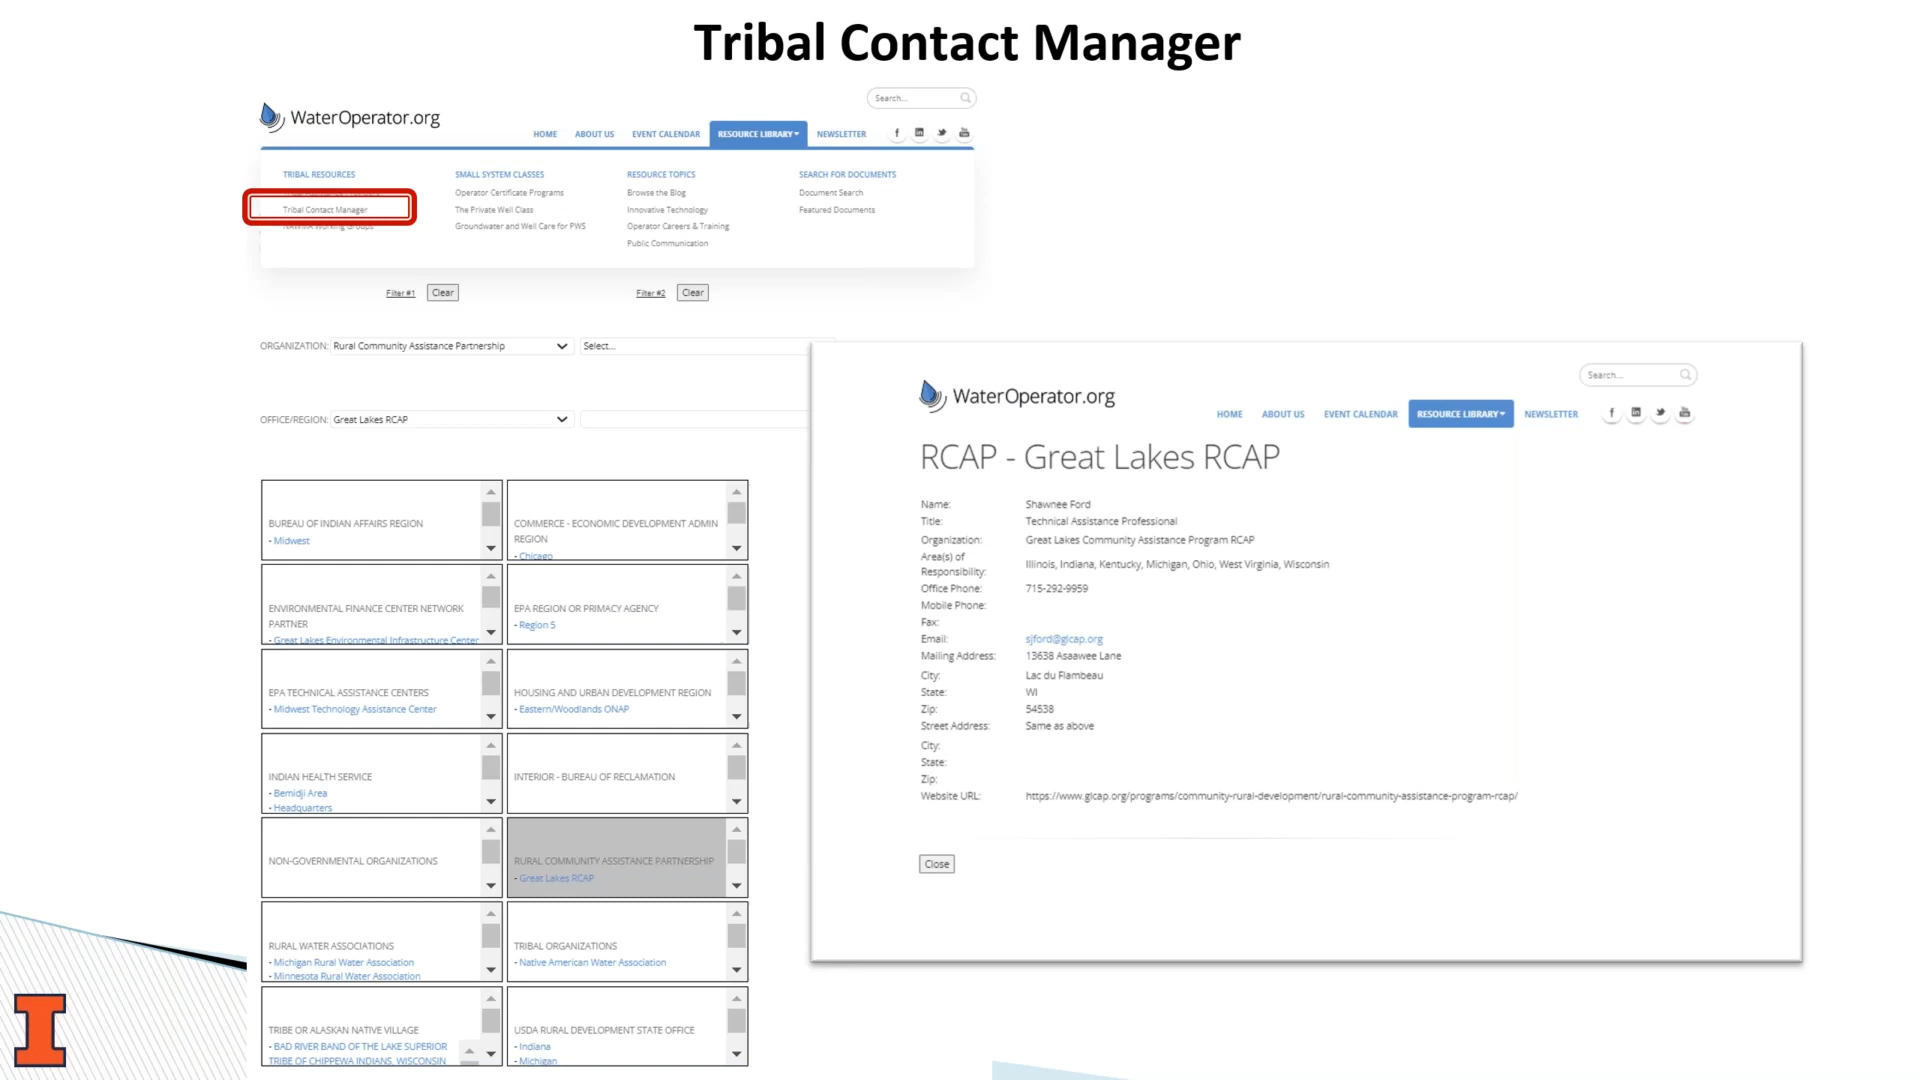 Tribal Contact Manager
Search...
WaterOperator.org
HOME ABOUT US EVENT CALENDAR RESOURCE LIBRARY NEWSLETTER
TRIBAL RESOURCES SMALL SYSTEM CLASSES RESOURCE TOPICS SEARCH FOR DOCUMENTS
Operator Certificate Programs Browse the Blog Document Search
Tribal Contact Manager The Private Well Class Innovative Technology Featured Documents
Working Groups Groundwater and Well Care for PWS Operator Careers & Training
Public Communication
Filter #1 Clear Filter #2 Clear
ORGANIZATION: Rural Community Assistance Partnership Select...
OFFICE/REGION: Great Lakes RCAP
BUREAU OF INDIAN AFFAIRS REGION
- Midwest
COMMERCE - ECONOMIC DEVELOPMENT ADMIN
REGION
- Chicago
ENVIRONMENTAL FINANCE CENTER NETWORK
PARTNER
- Great Lakes Environmental Infrastructure Center
EPA REGION OR PRIMACY AGENCY
- Region 5
EPA TECHNICAL ASSISTANCE CENTERS
- Midwest Technology Assistance Center
HOUSING AND URBAN DEVELOPMENT REGION
- Eastern/Woodlands ONAP
INDIAN HEALTH SERVICE
- Bemidji Area
- Headquarters
INTERIOR - BUREAU OF RECLAMATION
NON-GOVERNMENTAL ORGANIZATIONS
RURAL COMMUNITY ASSISTANCE PARTNERSHIP
- Great Lakes RCAP
RURAL WATER ASSOCIATIONS
- Michigan Rural Water Association
- Minnesota Rural Water Association
TRIBAL ORGANIZATIONS
- Native American Water Association
TRIBE OR ALASKAN NATIVE VILLAGE
- BAD RIVER BAND OF THE LAKE SUPERIOR
TRIBE OF CHIPPEWA INDIANS, WISCONSIN
USDA RURAL DEVELOPMENT STATE OFFICE
- Indiana
- Michigan
Search...
WaterOperator.org
HOME ABOUT US EVENT CALENDAR RESOURCE LIBRARY NEWSLETTER
RCAP - Great Lakes RCAP
Name: Shawnee Ford
Title: Technical Assistance Professional
Organization: Great Lakes Community Assistance Program RCAP
Area(s) of
Responsibility: Illinois, Indiana, Kentucky, Michigan, Ohio, West Virginia, Wisconsin
Office Phone: 715-292-9959
Mobile Phone:
Fax:
Email: sjford@glcap.org
Mailing Address: 13638 Asaawee Lane
City: Lac du Flambeau
State: WI
Zip: 54538
Street Address: Same as above
City:
State:
Zip:
Website URL: https://www.glcap.org/programs/community-rural-development/rural-community-assistance-program-rcap/
Close